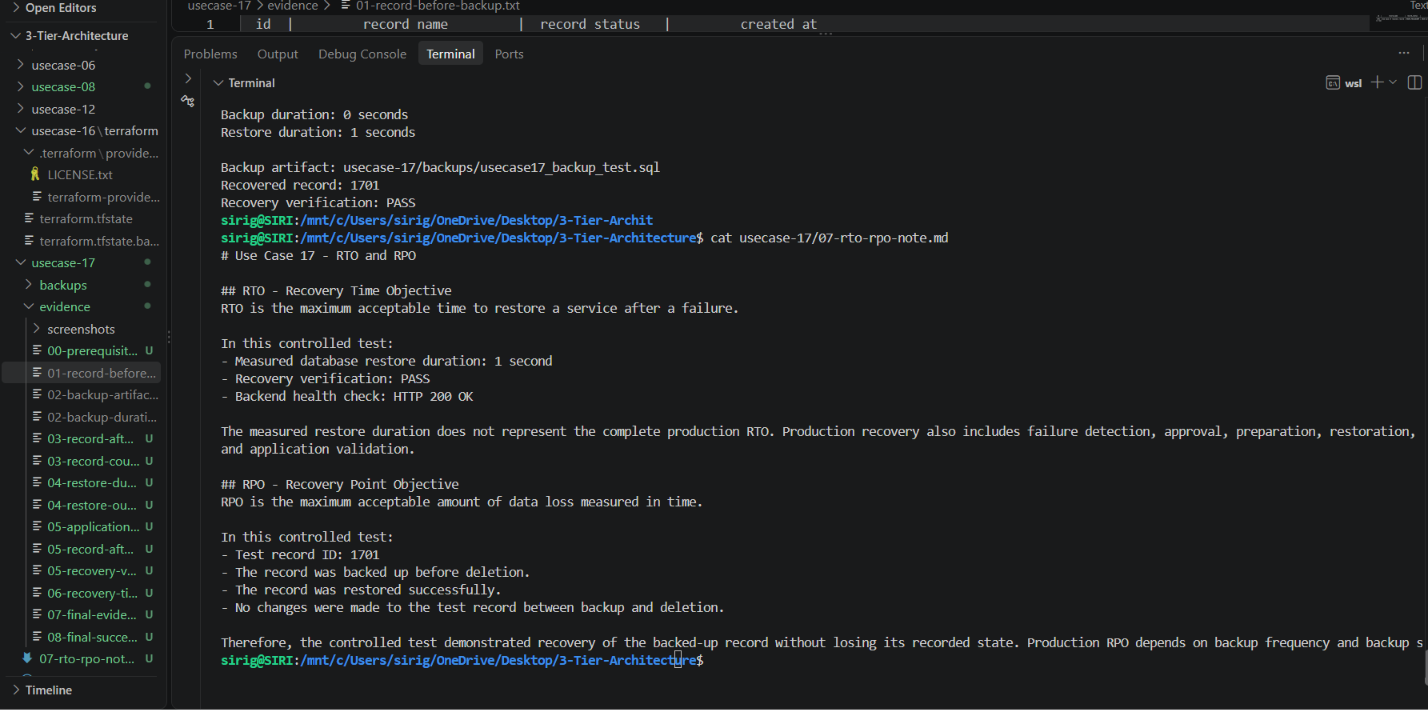 Open Editors
3-Tier-Architecture
usecase-06
usecase-08
usecase-12
usecase-16\terraform
.terraform\provide...
LICENSE.txt
terraform-provide...
terraform.tfstate
terraform.tfstate.ba...
usecase-17
backups
evidence
screenshots
00-prerequisit... U
01-record-before...
02-backup-artifac...
02-backup-durati...
03-record-aft... U
03-record-cou... U
04-restore-du... U
04-restore-ou... U
05-application... U
05-record-aft... U
05-recovery-v... U
06-recovery-ti... U
07-final-evide... U
08-final-succe... U
07-rto-rpo-not... U
Timeline
usecase-17 > evidence > 01-record-before-backup.txt
Text
1 id | record name | record status | created at
Problems Output Debug Console Terminal Ports
Terminal
wsl
Backup duration: 0 seconds
Restore duration: 1 seconds
Backup artifact: usecase-17/backups/usecase17_backup_test.sql
Recovered record: 1701
Recovery verification: PASS
sirig@SIRI:/mnt/c/Users/sirig/OneDrive/Desktop/3-Tier-Archit
sirig@SIRI:/mnt/c/Users/sirig/OneDrive/Desktop/3-Tier-Architecture$ cat usecase-17/07-rto-rpo-note.md
# Use Case 17 - RTO and RPO
## RTO - Recovery Time Objective
RTO is the maximum acceptable time to restore a service after a failure.
In this controlled test:
- Measured database restore duration: 1 second
- Recovery verification: PASS
- Backend health check: HTTP 200 OK
The measured restore duration does not represent the complete production RTO. Production recovery also includes failure detection, approval, preparation, restoration,
and application validation.
## RPO - Recovery Point Objective
RPO is the maximum acceptable amount of data loss measured in time.
In this controlled test:
- Test record ID: 1701
- The record was backed up before deletion.
- The record was restored successfully.
- No changes were made to the test record between backup and deletion.
Therefore, the controlled test demonstrated recovery of the backed-up record without losing its recorded state. Production RPO depends on backup frequency and backup s
sirig@SIRI:/mnt/c/Users/sirig/OneDrive/Desktop/3-Tier-Architecture$